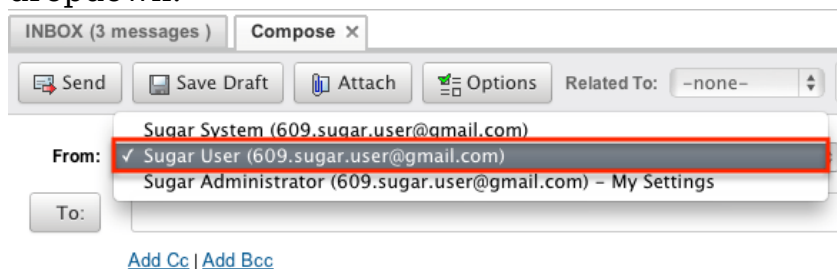 dropdown.
INBOX (3 messages ) Compose ×
Send Save Draft Attach Options Related To: -none-
Sugar System (609.sugar.user@gmail.com)
From: ✓ Sugar User (609.sugar.user@gmail.com)
Sugar Administrator (609.sugar.user@gmail.com) – My Settings
To:
Add Cc | Add Bcc